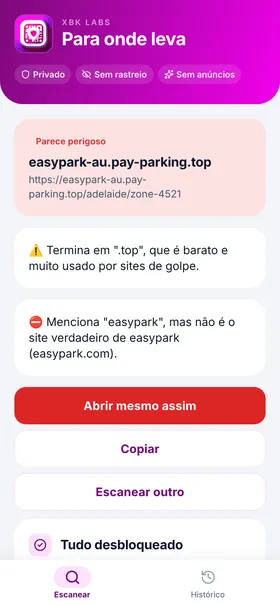 XBK LABS
Para onde leva
Privado
Sem rastreio
Sem anúncios
Parece perigoso
easypark-au.pay-parking.top
https://easypark-au.pay-
parking.top/adelaide/zone-4521
⚠️ Termina em ".top", que é barato e
muito usado por sites de golpe.
⛔ Menciona "easypark", mas não é o
site verdadeiro de easypark
(easypark.com).
Abrir mesmo assim
Copiar
Escanear outro
Tudo desbloqueado
Escanear
Histórico